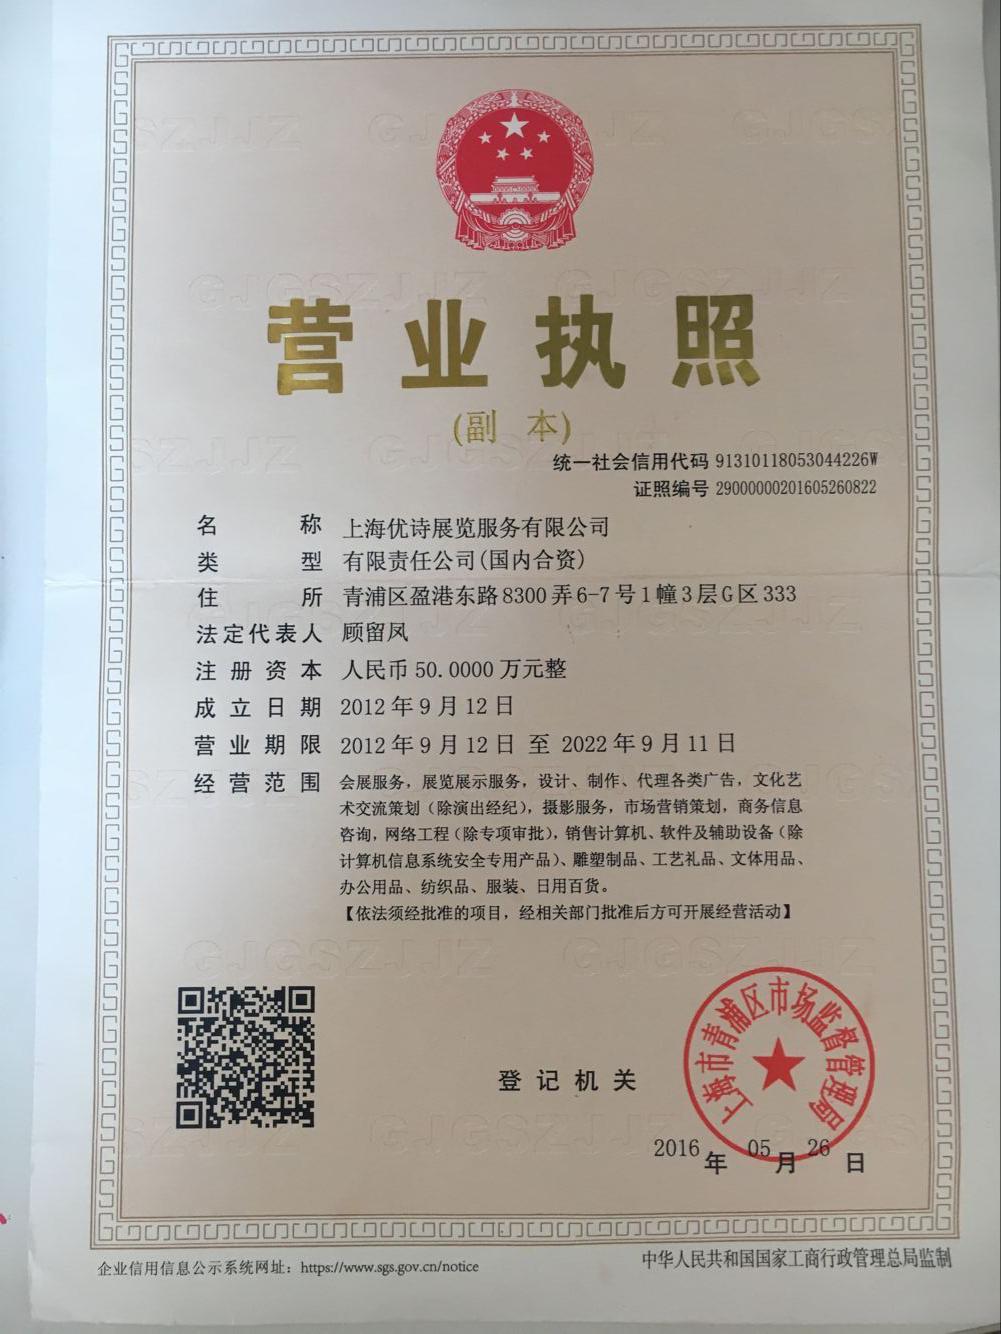 营业执照
(副 本)
统一社会信用代码 91310118053044226W
证照编号 29000000201605260822
名 称 上海优诗展览服务有限公司
类 型 有限责任公司(国内合资)
住 所 青浦区盈港东路8300弄6-7号1幢3层G区333
法定代表人 顾留凤
注册资本 人民币50.0000万元整
成立日期 2012年9月12日
营业期限 2012年9月12日 至 2022年9月11日
经营范围 会展服务，展览展示服务，设计、制作、代理各类广告，文化艺
术交流策划（除演出经纪），摄影服务，市场营销策划，商务信息
咨询，网络工程（除专项审批），销售计算机、软件及辅助设备（除
计算机信息系统安全专用产品）、雕塑制品、工艺礼品、文体用品、
办公用品、纺织品、服装、日用百货。
【依法须经批准的项目，经相关部门批准后方可开展经营活动】
登记机关
上海市青浦区市场监督管理局
2016年05月26日
企业信用信息公示系统网址：https://www.sgs.gov.cn/notice
中华人民共和国国家工商行政管理总局监制